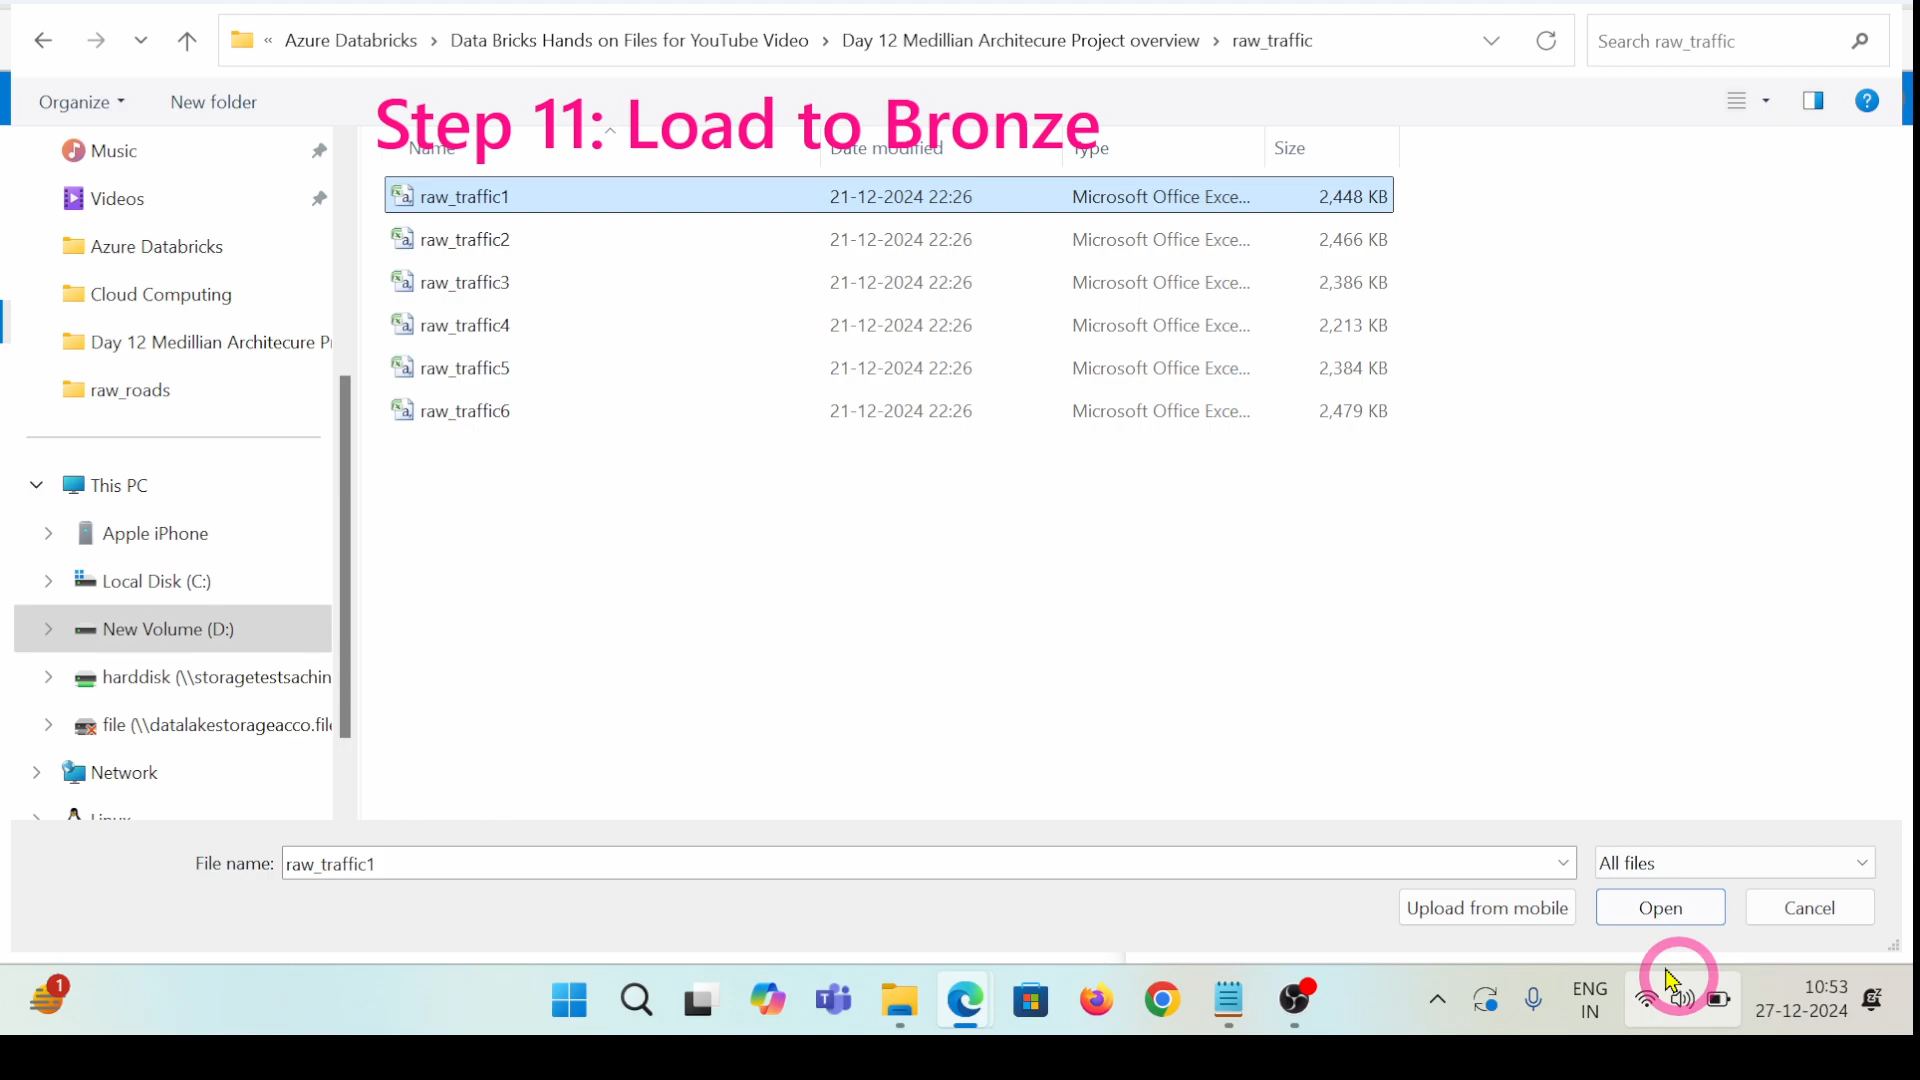 « Azure Databricks › Data Bricks Hands on Files for YouTube Video › Day 12 Medillian Architecure Project overview › raw_traffic
Search raw_traffic
Organize
New folder
Step 11: Load to Bronze
Name
Date modified
Type
Size
Music
Videos
Azure Databricks
Cloud Computing
Day 12 Medillian Architecure Pr
raw_roads
This PC
Apple iPhone
Local Disk (C:)
New Volume (D:)
harddisk (\\storagetestsachin
file (\\datalakestorageacco.file
Network
Linux
raw_traffic1 21-12-2024 22:26 Microsoft Office Exce... 2,448 KB
raw_traffic2 21-12-2024 22:26 Microsoft Office Exce... 2,466 KB
raw_traffic3 21-12-2024 22:26 Microsoft Office Exce... 2,386 KB
raw_traffic4 21-12-2024 22:26 Microsoft Office Exce... 2,213 KB
raw_traffic5 21-12-2024 22:26 Microsoft Office Exce... 2,384 KB
raw_traffic6 21-12-2024 22:26 Microsoft Office Exce... 2,479 KB
File name: raw_traffic1
All files
Upload from mobile
Open
Cancel
1
ENG
IN
10:53
27-12-2024